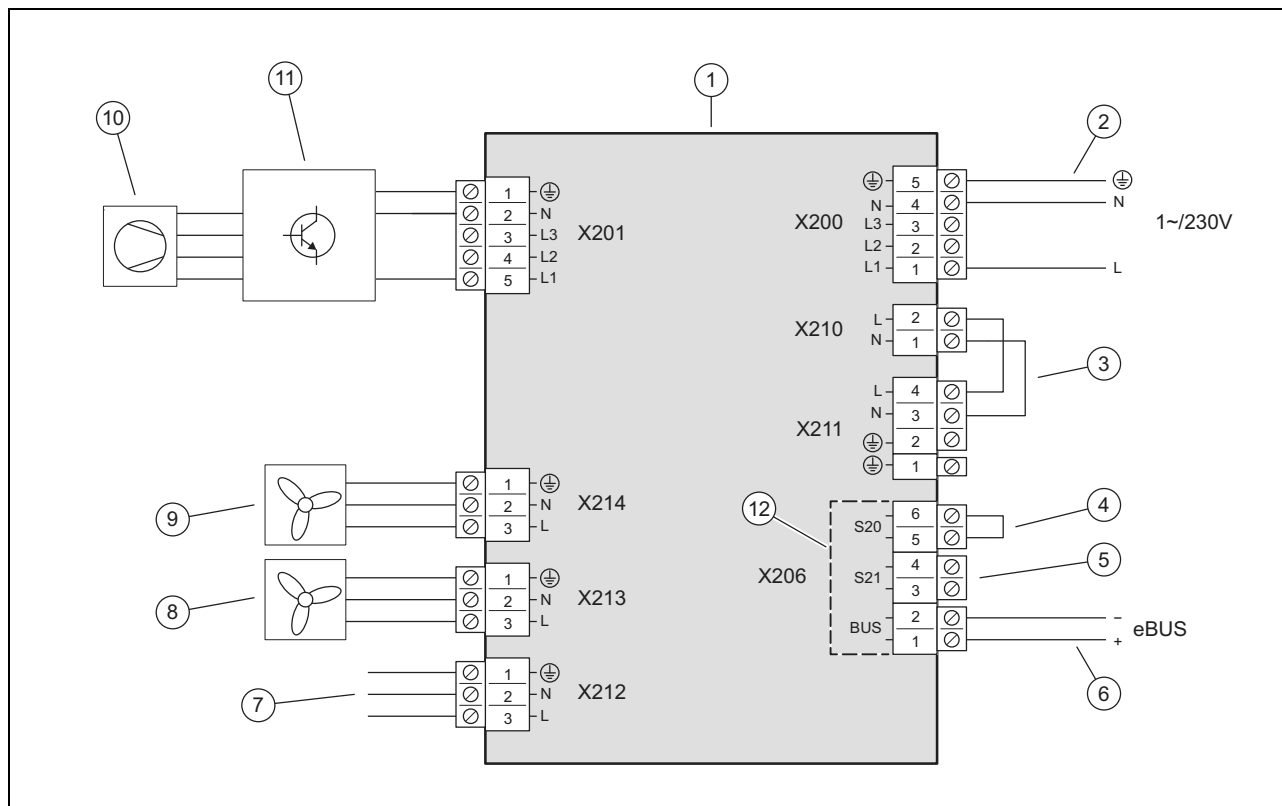 11
1
10
2
1
2 N
3 L3
4 L2
5 L1
X201
X200
5
N 4
L3 3
L2 2
L1 1
N
L
1~/230V
X210
L 2
N 1
3
X211
L 4
N 3
2
1
9
1
2 N
3 L
X214
8
1
2 N
3 L
X213
7
1
2 N
3 L
X212
12
X206
S20
6
5
4
S21
4
3
5
BUS
2 −
1 +
eBUS
6